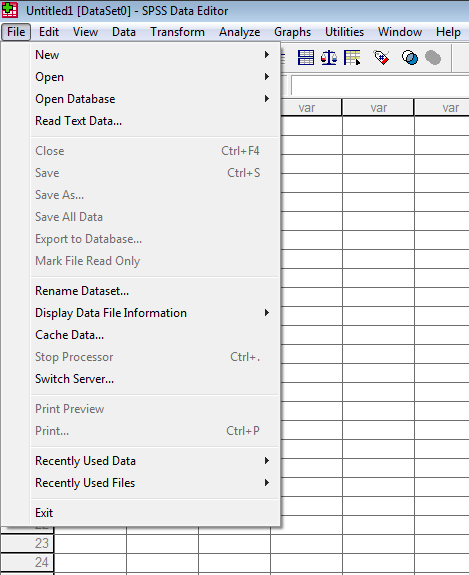 Untitled1 [DataSet0] - SPSS Data Editor
File Edit View Data Transform Analyze Graphs Utilities Window Help
New
Open
Open Database
Read Text Data...
Close Ctrl+F4
Save Ctrl+S
Save As...
Save All Data
Export to Database...
Mark File Read Only
Rename Dataset...
Display Data File Information
Cache Data...
Stop Processor Ctrl+.
Switch Server...
Print Preview
Print... Ctrl+P
Recently Used Data
Recently Used Files
Exit
var var var
23
24